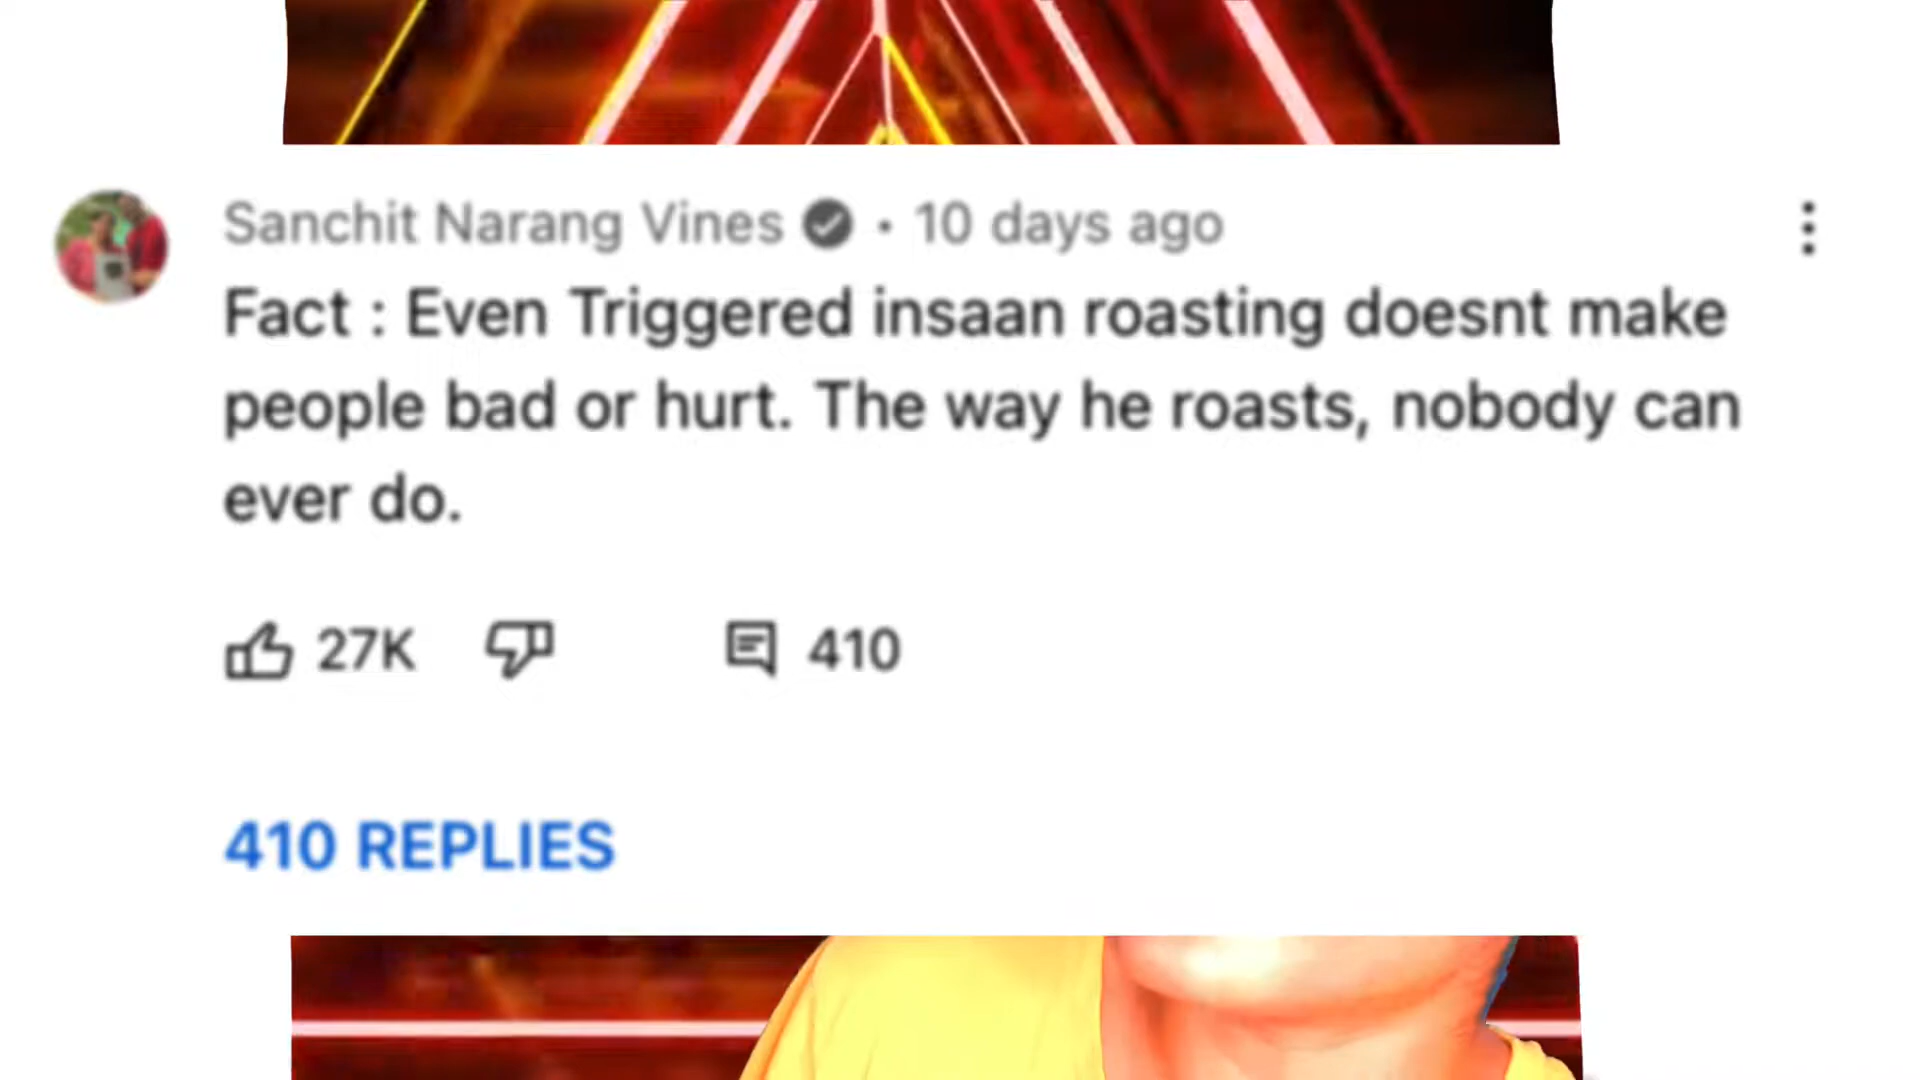 Sanchit Narang Vines • 10 days ago
Fact : Even Triggered insaan roasting doesnt make
people bad or hurt. The way he roasts, nobody can
ever do.
27K 410
410 REPLIES